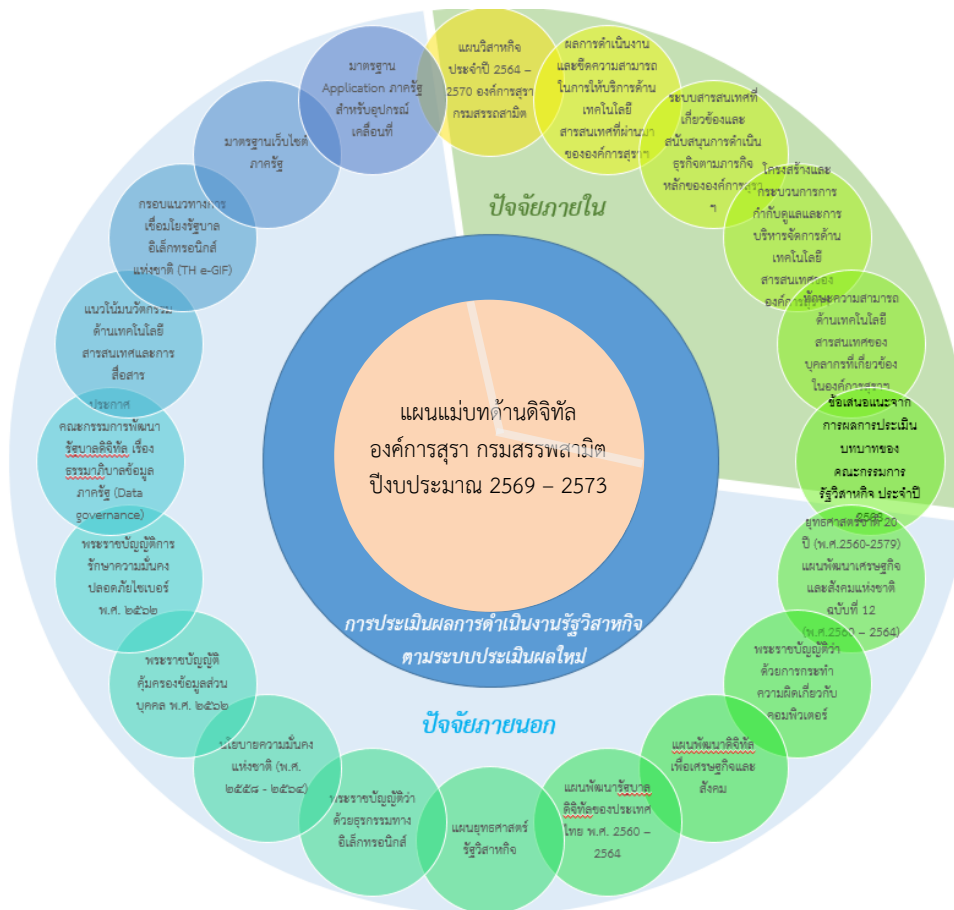 แผนวิสาหกิจ
ประจำปี 2564 –
2570 องค์การสุรา
กรมสรรถสามิต
ผลการดำเนินงาน
และขีดความสามารถ
ในการให้บริการด้าน
เทคโนโลยี
สารสนเทศที่ผ่านมา
ขององค์การสุราฯ
ระบบสารสนเทศที่
เกี่ยวข้องและ
สนับสนุนการดำเนิน
ธุรกิจตามภารกิจ
หลักขององค์การสุรา
ฯ
โครงสร้างและ
กระบวนการการ
กำกับดูแลและการ
บริหารจัดการด้าน
เทคโนโลยี
สารสนเทศของ
องค์การสุราฯ
ทักษะความสามารถ
ด้านเทคโนโลยี
สารสนเทศของ
บุคลากรที่เกี่ยวข้อง
ในองค์การสุราฯ
ข้อเสนอแนะจาก
การผลการประเมิน
บทบาทของ
คณะกรรมการ
รัฐวิสาหกิจ ประจำปี
ยุทธศาสตร์ชาติ 20
ปี (พ.ศ.2560-2579)
แผนพัฒนาเศรษฐกิจ
และสังคมแห่งชาติ
ฉบับที่ 12
(พ.ศ.2560 – 2564)
พระราชบัญญัติว่า
ด้วยการกระทำ
ความผิดเกี่ยวกับ
คอมพิวเตอร์
แผนพัฒนาดิจิทัล
เพื่อเศรษฐกิจและ
สังคม
แผนพัฒนารัฐบาล
ดิจิทัลของประเทศ
ไทย พ.ศ. 2560 –
2564
แผนยุทธศาสตร์
รัฐวิสาหกิจ
พระราชบัญญัติว่า
ด้วยธุรกรรมทาง
อิเล็กทรอนิกส์
นโยบายความมั่นคง
แห่งชาติ (พ.ศ.
๒๕๕๘ - ๒๕๖๔)
พระราชบัญญัติ
คุ้มครองข้อมูลส่วน
บุคคล พ.ศ. ๒๕๖๒
พระราชบัญญัติการ
รักษาความมั่นคง
ปลอดภัยไซเบอร์
พ.ศ. ๒๕๖๒
ประกาศ
คณะกรรมการพัฒนา
รัฐบาลดิจิทัล เรื่อง
ธรรมาภิบาลข้อมูล
ภาครัฐ (Data
governance)
แนวโน้มนวัตกรรม
ด้านเทคโนโลยี
สารสนเทศและการ
สื่อสาร
กรอบแนวทางการ
เชื่อมโยงรัฐบาล
อิเล็กทรอนิกส์
แห่งชาติ (TH e-GIF)
มาตรฐานเว็บไซต์
ภาครัฐ
มาตรฐาน
Application ภาครัฐ
สำหรับอุปกรณ์
เคลื่อนที่
ปัจจัยภายใน
แผนแม่บทด้านดิจิทัล
องค์การสุรา กรมสรรพสามิต
ปีงบประมาณ 2569 – 2573
การประเมินผลการดำเนินงานรัฐวิสาหกิจ
ตามระบบประเมินผลใหม่
ปัจจัยภายนอก